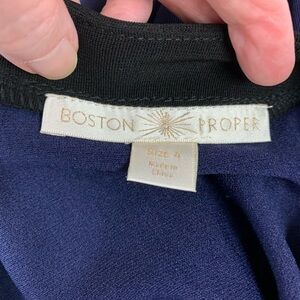 BOSTON PROPER
SIZE 4
Made in
China